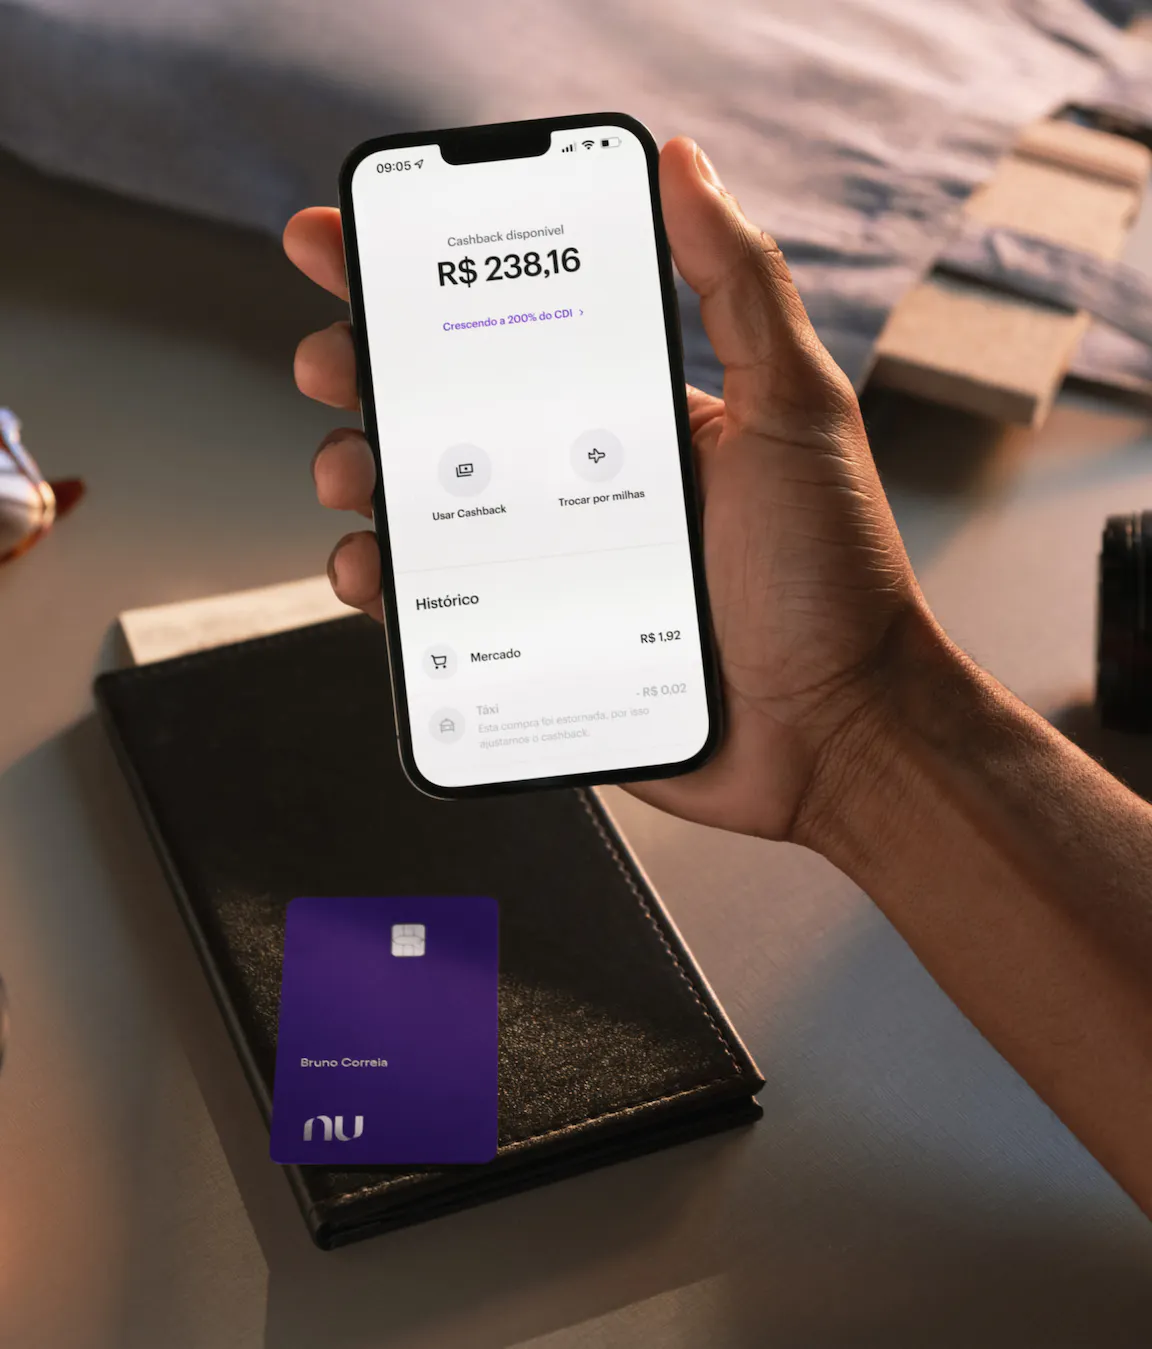 09:05
Cashback disponível
R$ 238,16
Crescendo a 200% do CDI >
Usar Cashback
Trocar por milhas
Histórico
Mercado
R$ 1,92
Táxi
- R$ 0,02
Esta compra foi estornada, por isso
ajustamos o cashback.
Bruno Correia
nu